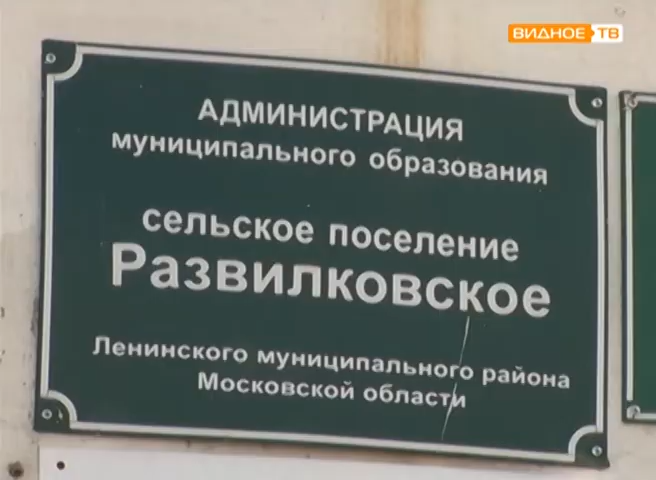 ВИДНОЕ ТВ
АДМИНИСТРАЦИЯ
муниципального образования
сельское поселение
Развилковское
Ленинского муниципального района
Московской области